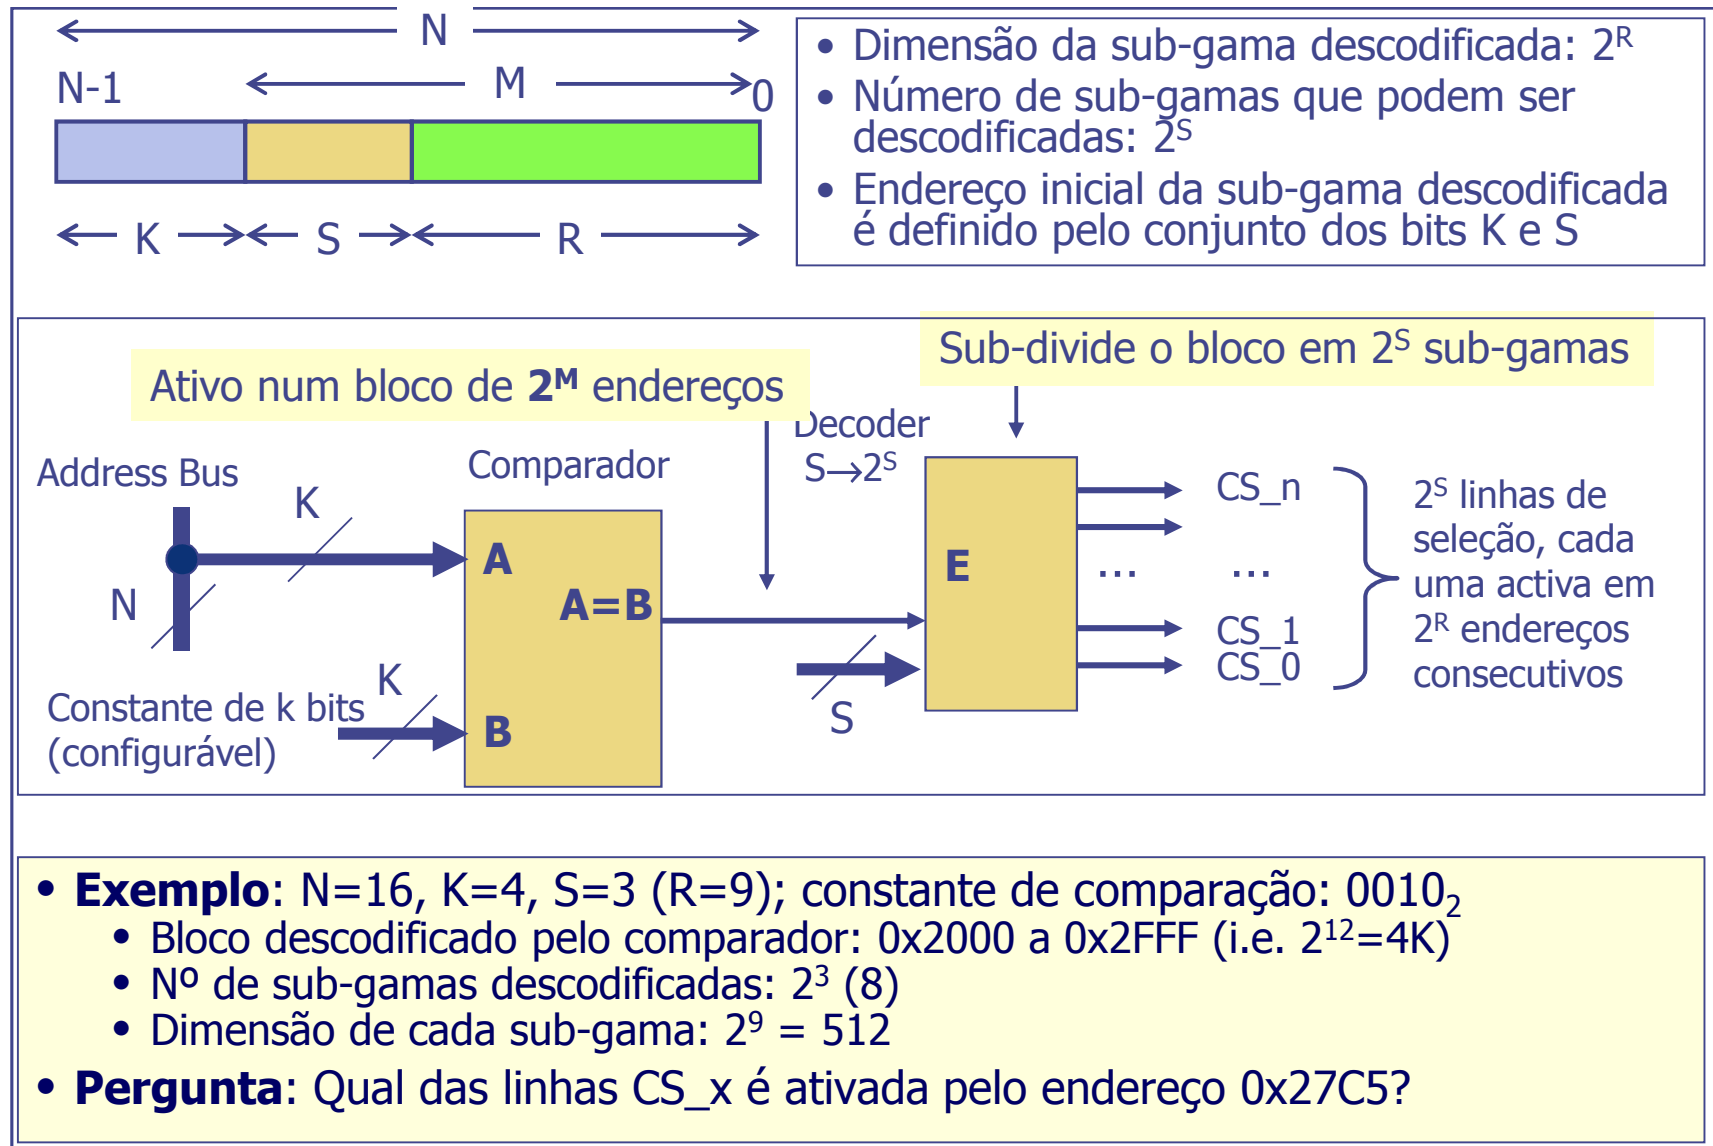 N
N-1
M
0
K
S
R
• Dimensão da sub-gama descodificada: 2ᴿ
• Número de sub-gamas que podem ser
descodificadas: 2ˢ
• Endereço inicial da sub-gama descodificada
é definido pelo conjunto dos bits K e S
Sub-divide o bloco em 2ˢ sub-gamas
Ativo num bloco de 2ᴹ endereços
Decoder
S→2ˢ
Address Bus
Comparador
K
A
N
A=B
Constante de k bits
(configurável)
K
B
E
S
CS_n
... ...
CS_1
CS_0
2ˢ linhas de
seleção, cada
uma activa em
2ᴿ endereços
consecutivos
• Exemplo: N=16, K=4, S=3 (R=9); constante de comparação: 0010₂
• Bloco descodificado pelo comparador: 0x2000 a 0x2FFF (i.e. 2¹²=4K)
• Nº de sub-gamas descodificadas: 2³ (8)
• Dimensão de cada sub-gama: 2⁹ = 512
• Pergunta: Qual das linhas CS_x é ativada pelo endereço 0x27C5?